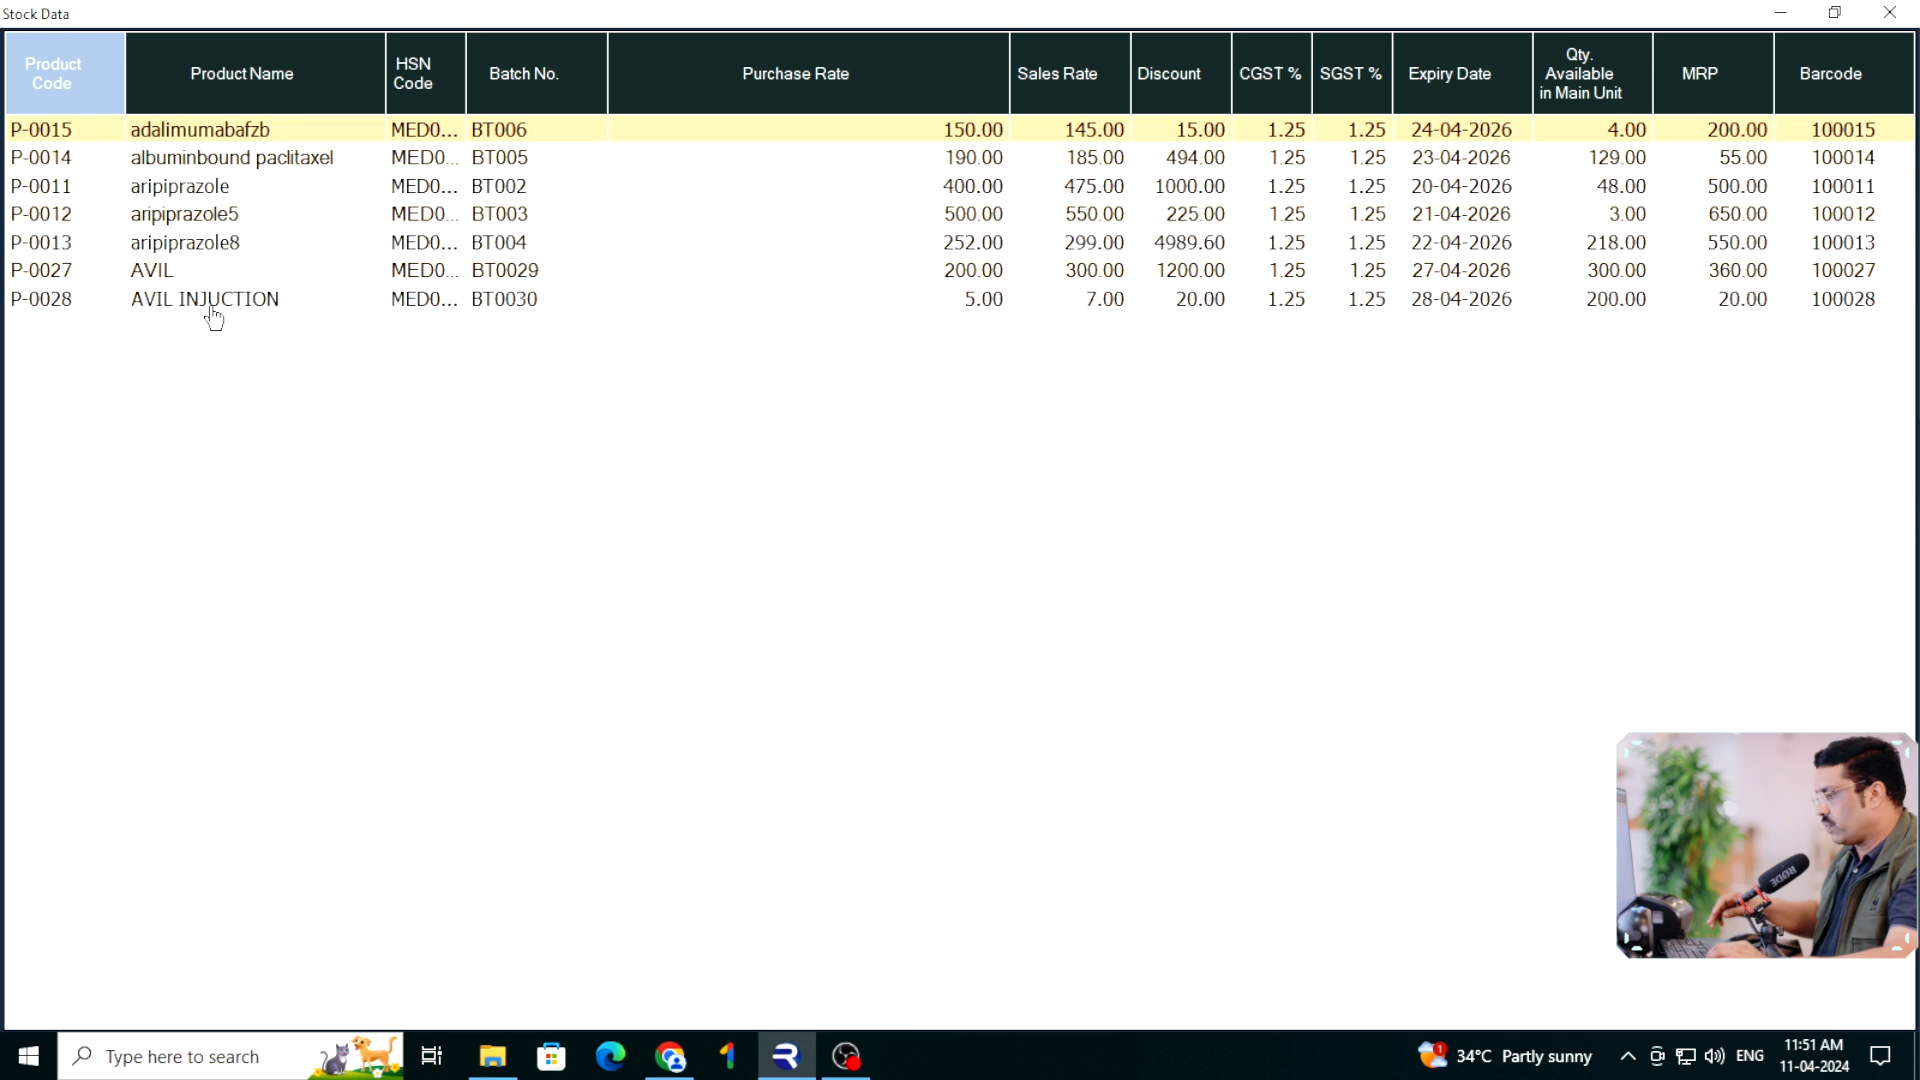 Stock Data
Product Code Product Name HSN Code Batch No. Purchase Rate Sales Rate Discount CGST % SGST % Expiry Date Qty. Available in Main Unit MRP Barcode
P-0015 adalimumabafzb MED0... BT006 150.00 145.00 15.00 1.25 1.25 24-04-2026 4.00 200.00 100015
P-0014 albuminbound paclitaxel MED0... BT005 190.00 185.00 494.00 1.25 1.25 23-04-2026 129.00 55.00 100014
P-0011 aripiprazole MED0... BT002 400.00 475.00 1000.00 1.25 1.25 20-04-2026 48.00 500.00 100011
P-0012 aripiprazole5 MED0... BT003 500.00 550.00 225.00 1.25 1.25 21-04-2026 3.00 650.00 100012
P-0013 aripiprazole8 MED0... BT004 252.00 299.00 4989.60 1.25 1.25 22-04-2026 218.00 550.00 100013
P-0027 AVIL MED0... BT0029 200.00 300.00 1200.00 1.25 1.25 27-04-2026 300.00 360.00 100027
P-0028 AVIL INJUCTION MED0... BT0030 5.00 7.00 20.00 1.25 1.25 28-04-2026 200.00 20.00 100028
RØDE
Type here to search 1 34°C Partly sunny ENG 11:51 AM
11-04-2024